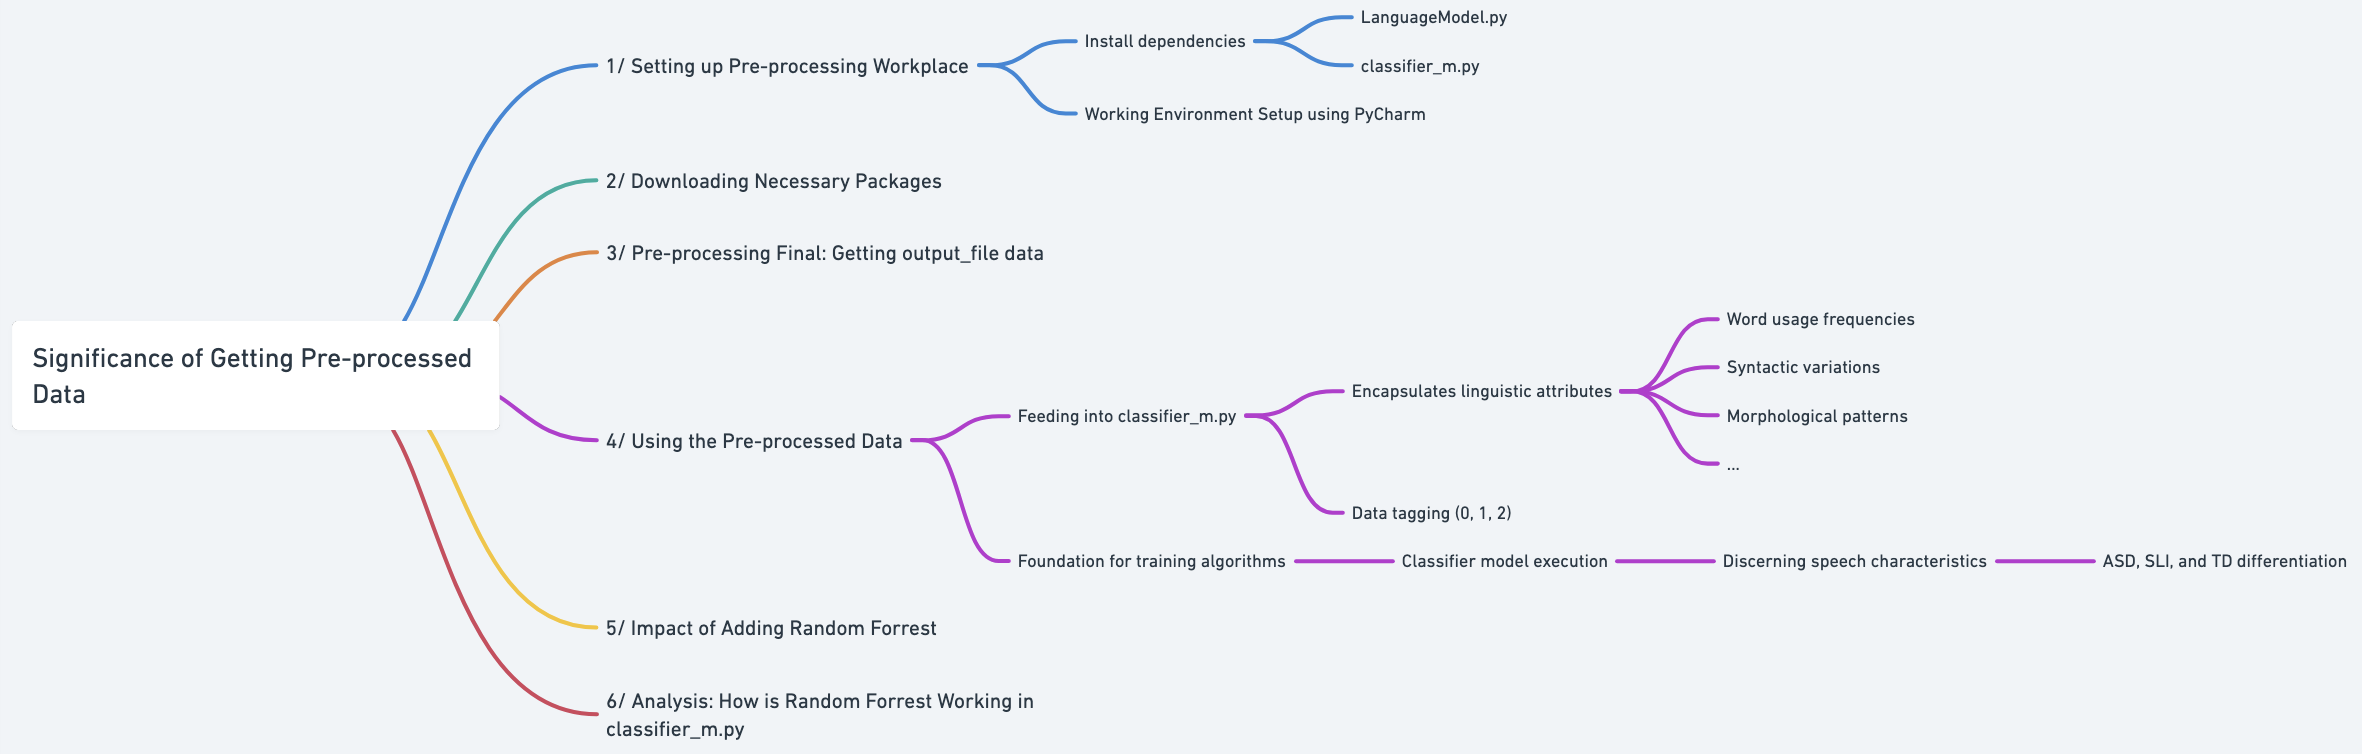 Significance of Getting Pre-processed
Data
1/ Setting up Pre-processing Workplace
Install dependencies
LanguageModel.py
classifier_m.py
Working Environment Setup using PyCharm
2/ Downloading Necessary Packages
3/ Pre-processing Final: Getting output_file data
4/ Using the Pre-processed Data
Feeding into classifier_m.py
Encapsulates linguistic attributes
Word usage frequencies
Syntactic variations
Morphological patterns
...
Data tagging (0, 1, 2)
Foundation for training algorithms
Classifier model execution
Discerning speech characteristics
ASD, SLI, and TD differentiation
5/ Impact of Adding Random Forrest
6/ Analysis: How is Random Forrest Working in
classifier_m.py